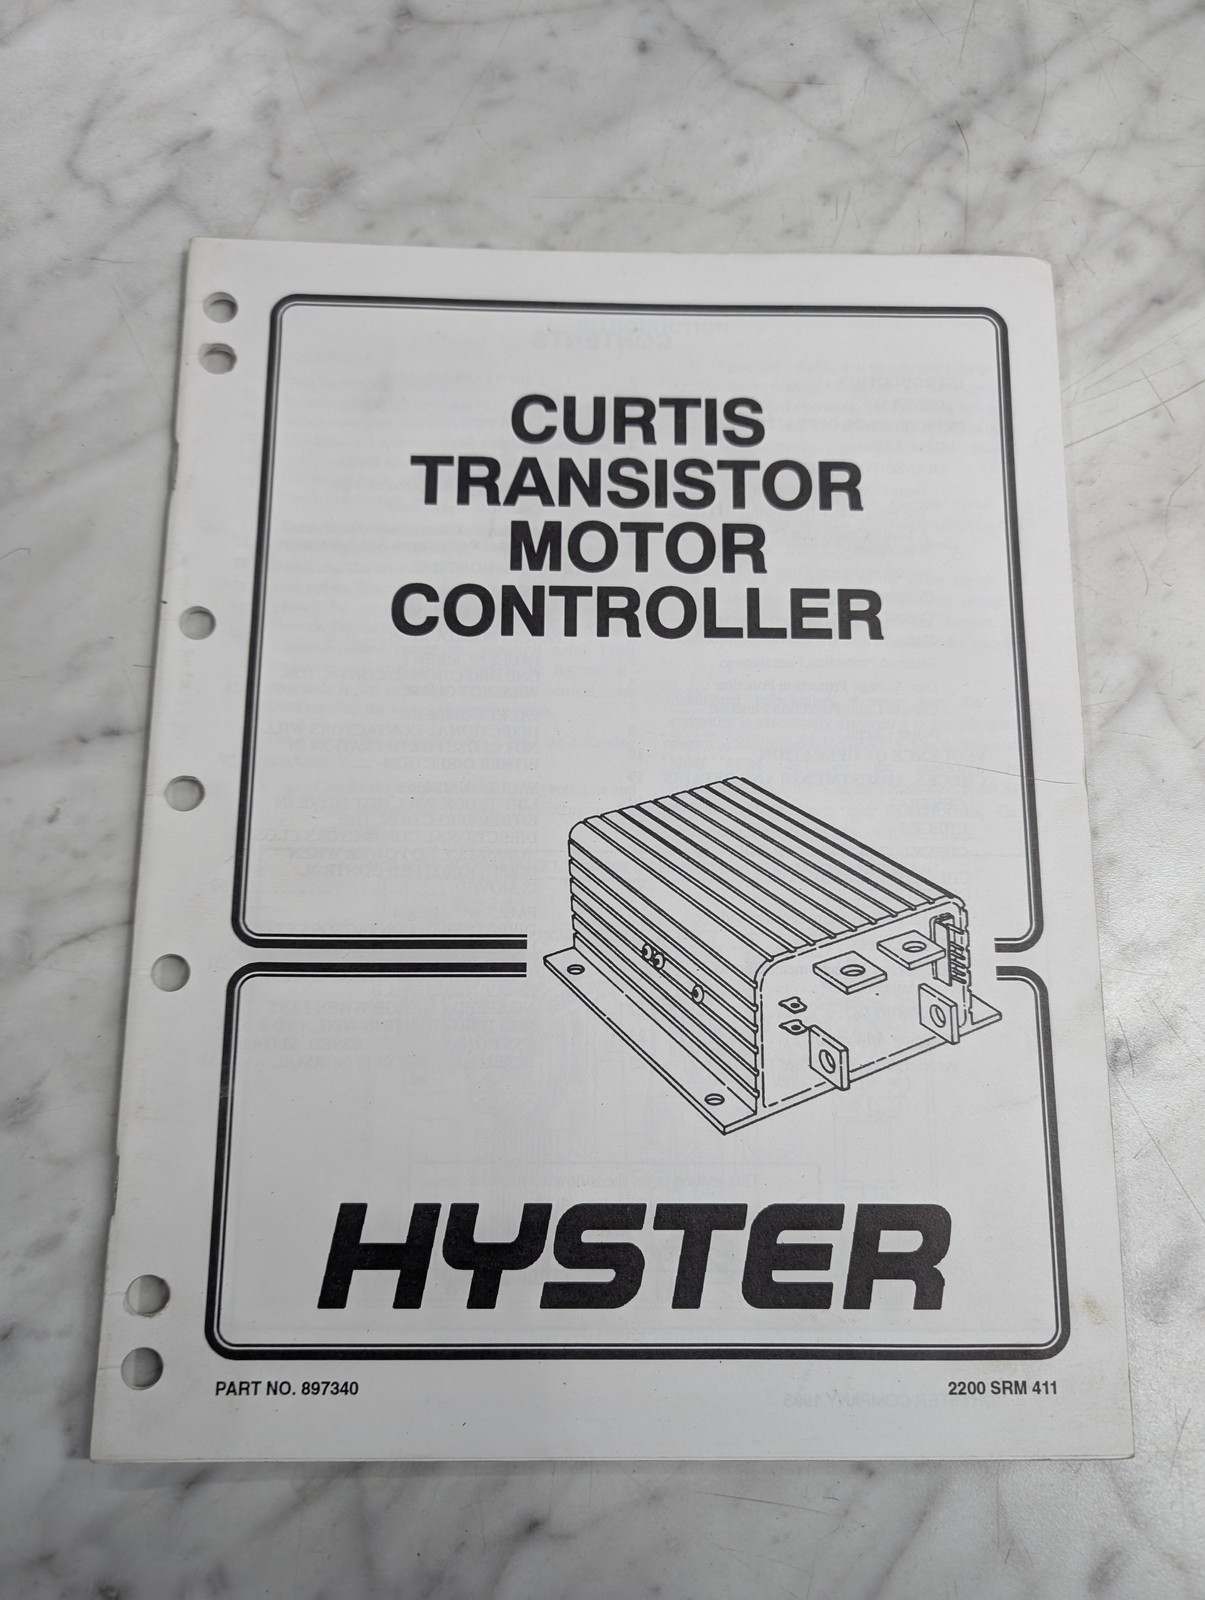 CURTIS
TRANSISTOR
MOTOR
CONTROLLER
HYSTER
PART NO. 897340
2200 SRM 411